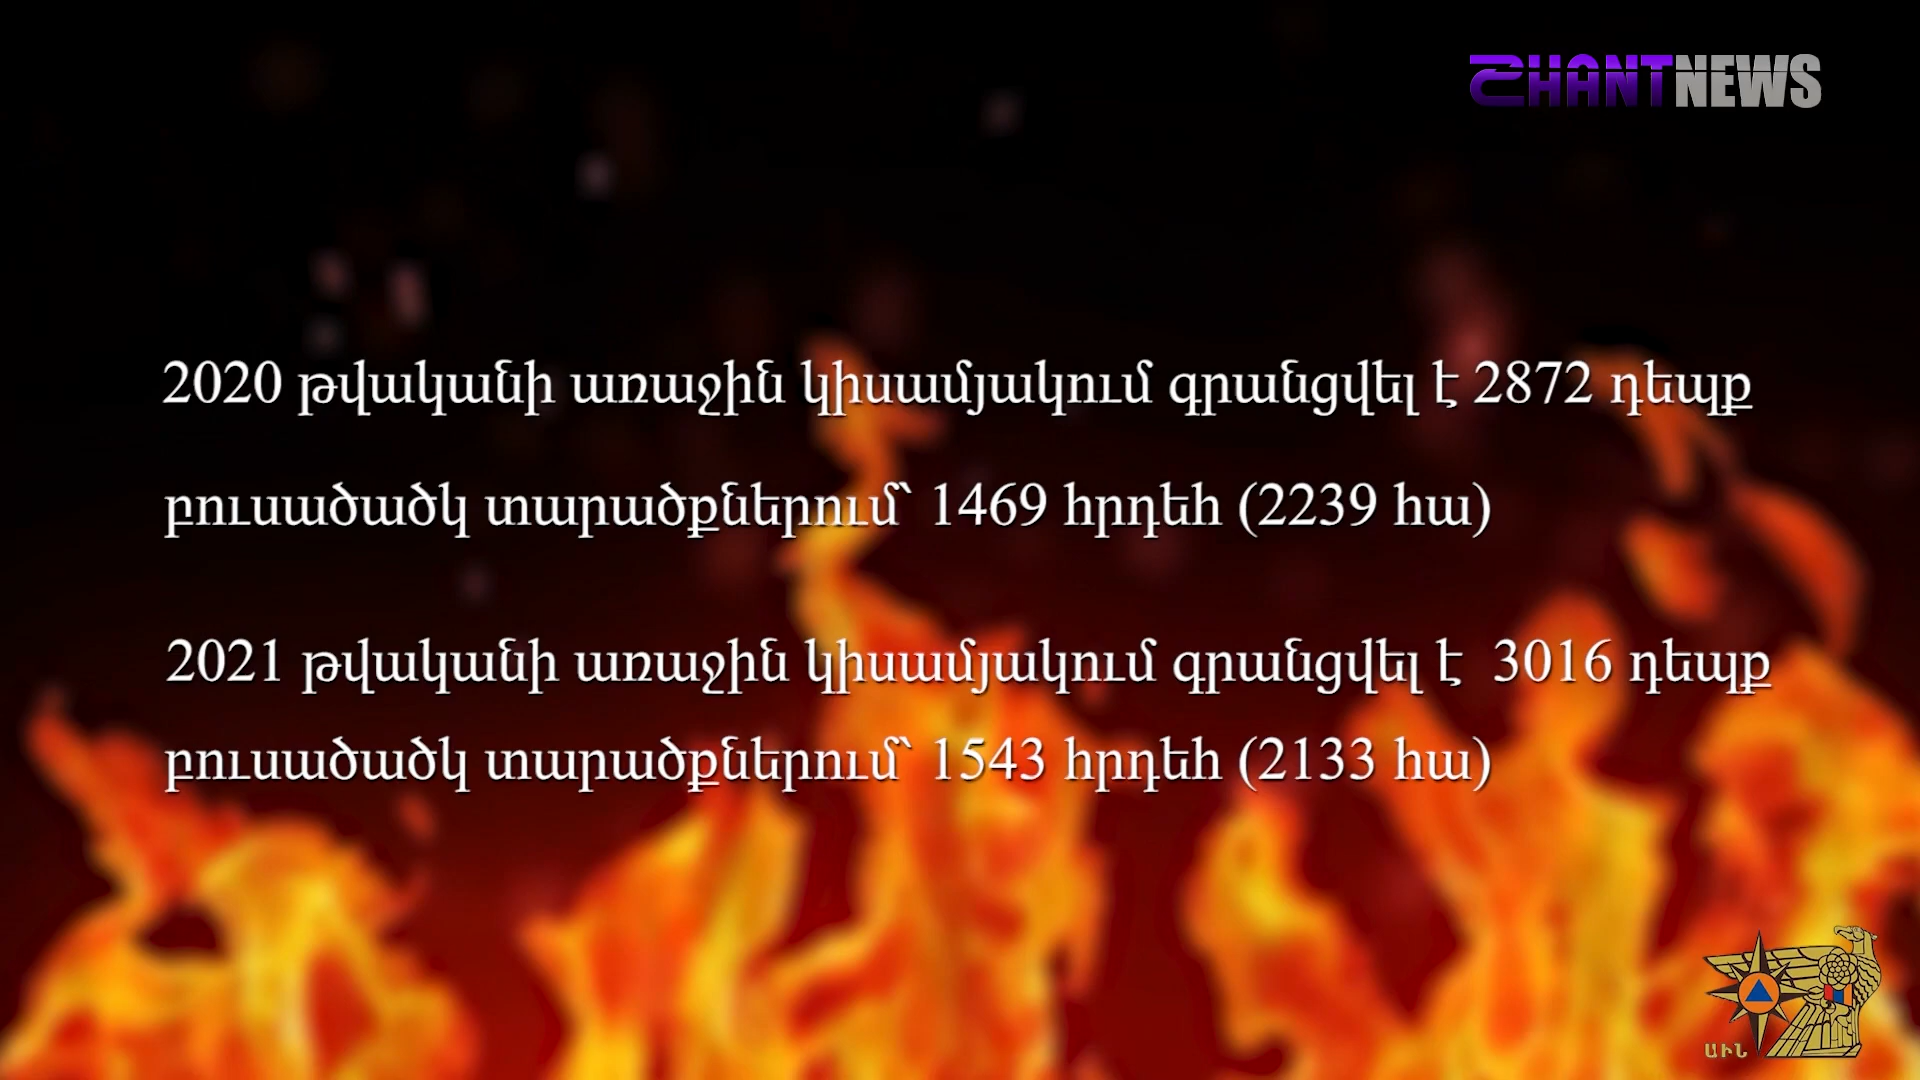 SHANTNEWS
2020 թվականի առաջին կիսամյակում գրանցվել է 2872 դեպք
բուսածածկ տարածքներում՝ 1469 հրդեհ (2239 հա)
2021 թվականի առաջին կիսամյակում գրանցվել է 3016 դեպք
բուսածածկ տարածքներում՝ 1543 հրդեհ (2133 հա)
ԱԻՆ